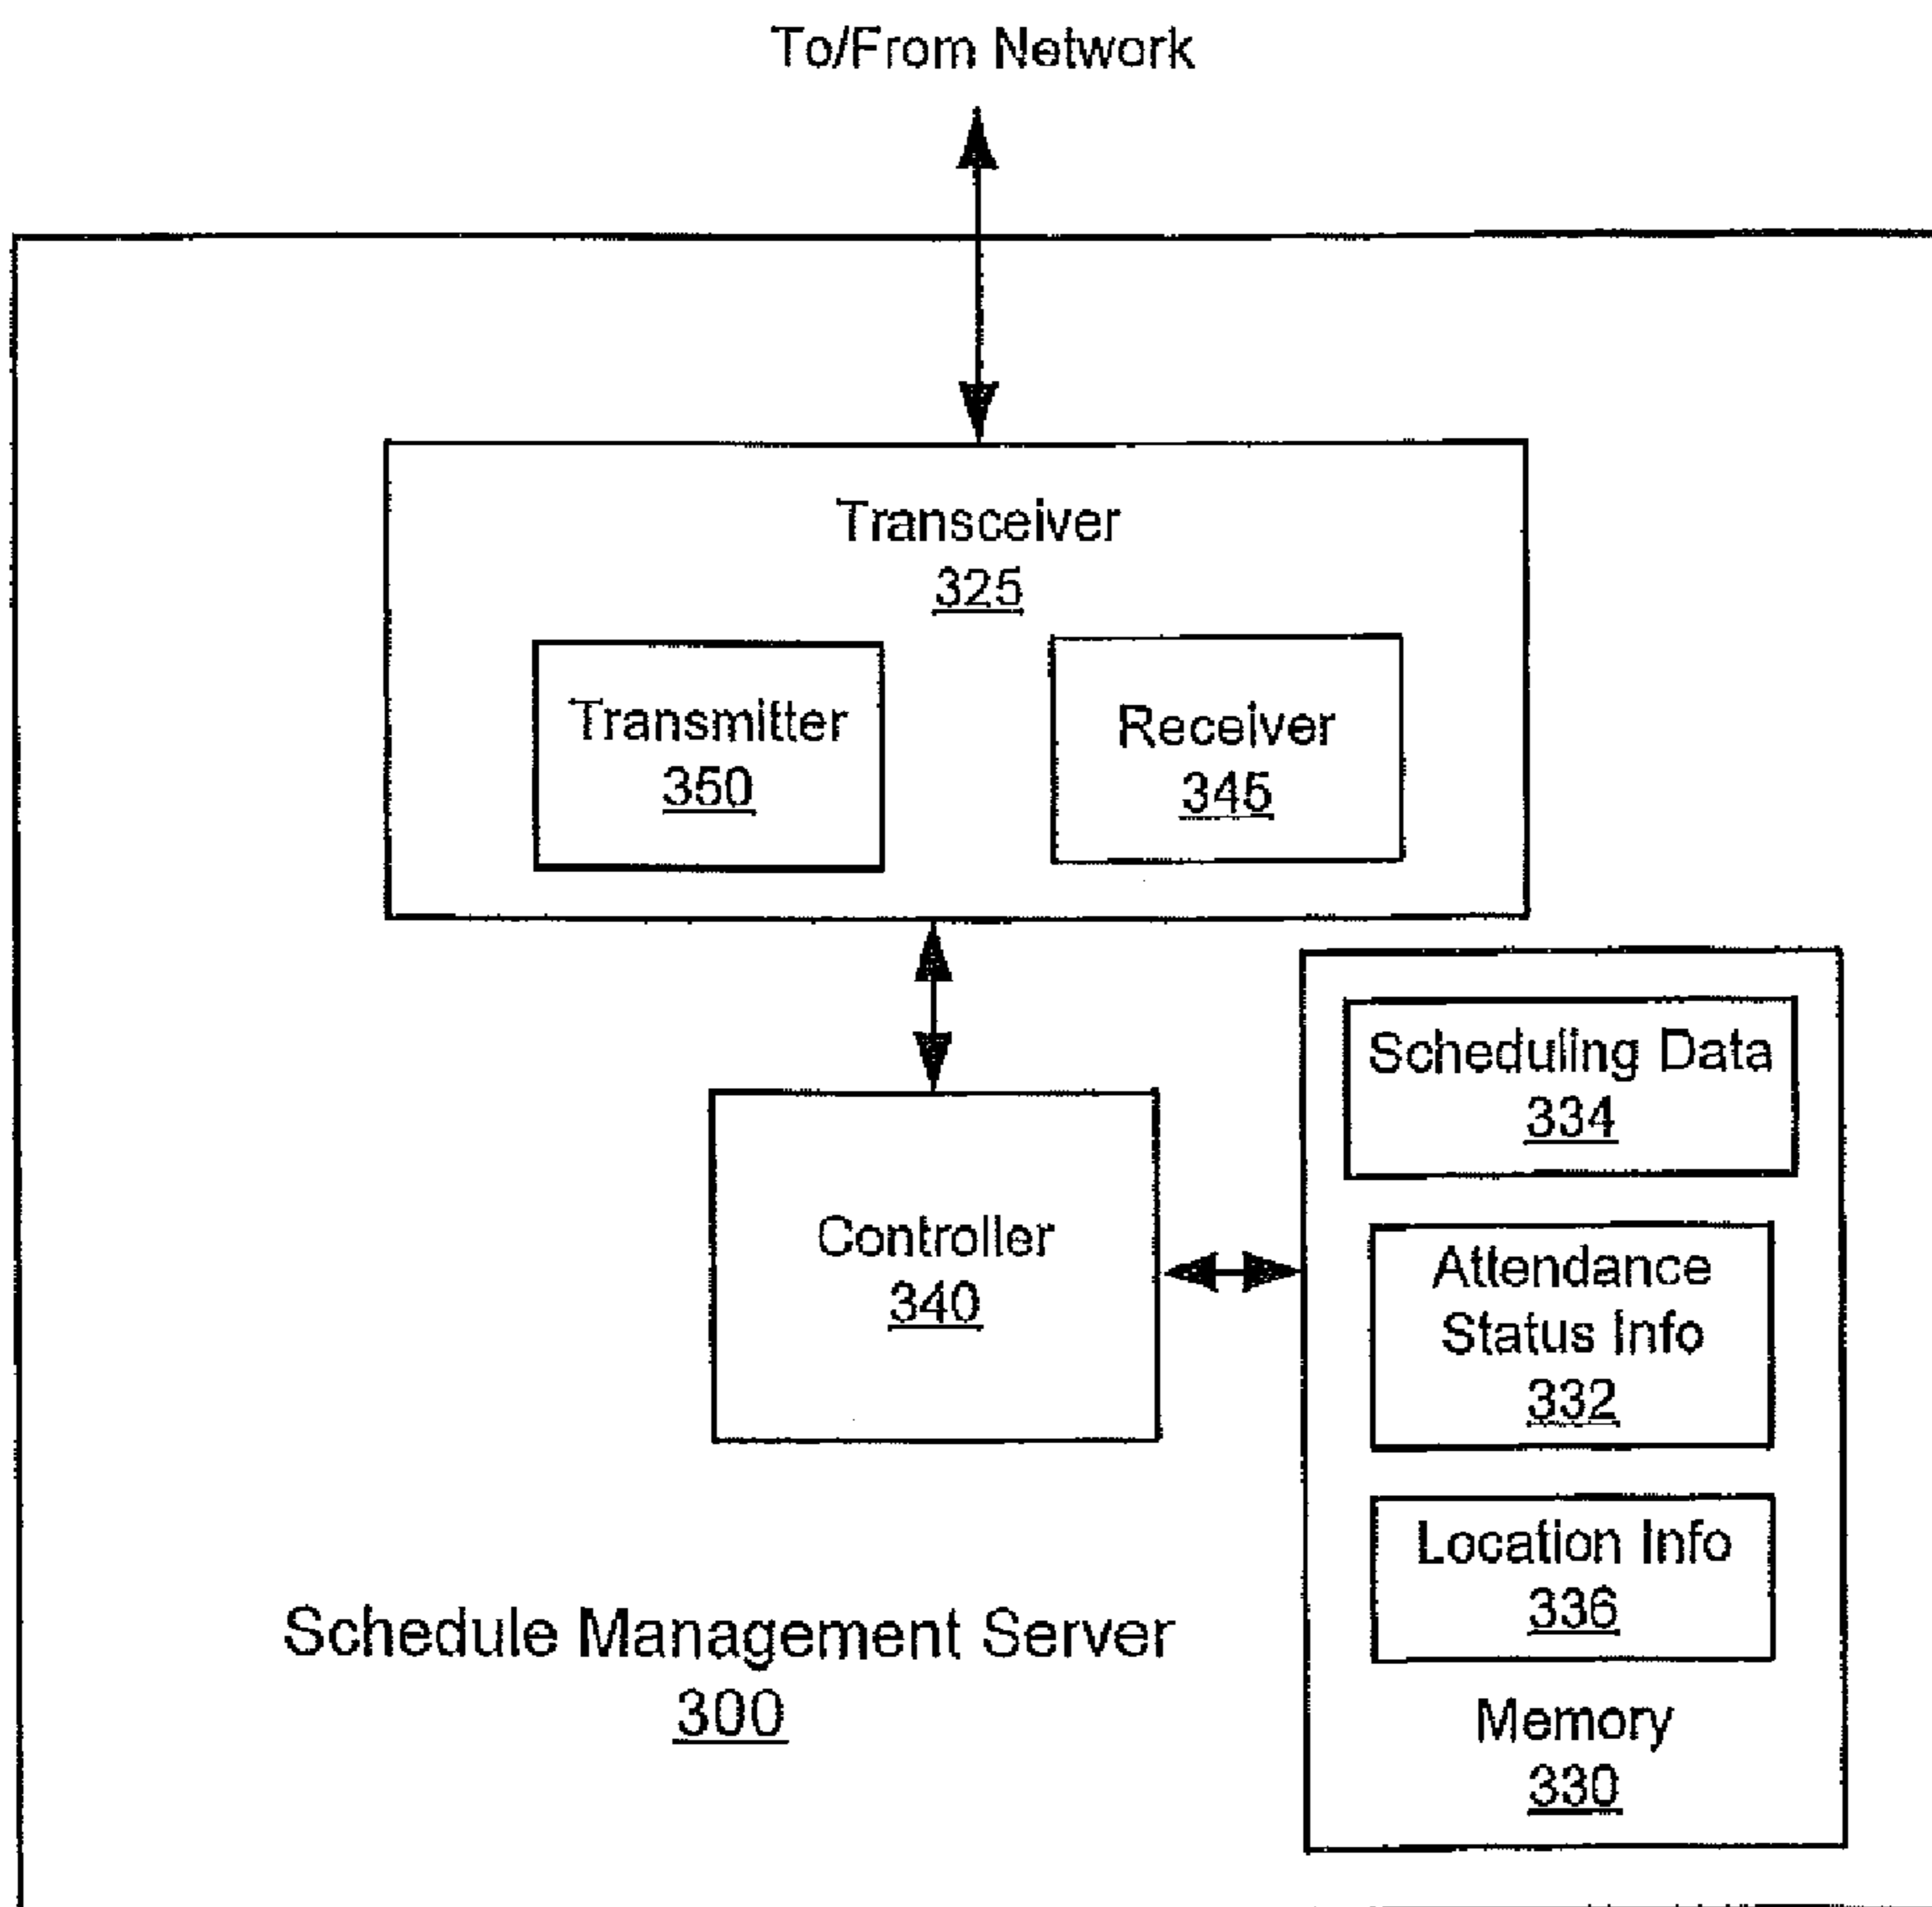 To/From Network
Transceiver
325
Transmitter
350
Receiver
345
Scheduling Data
334
Controller
340
Attendance
Status Info
332
Location Info
336
Schedule Management Server
300
Memory
330